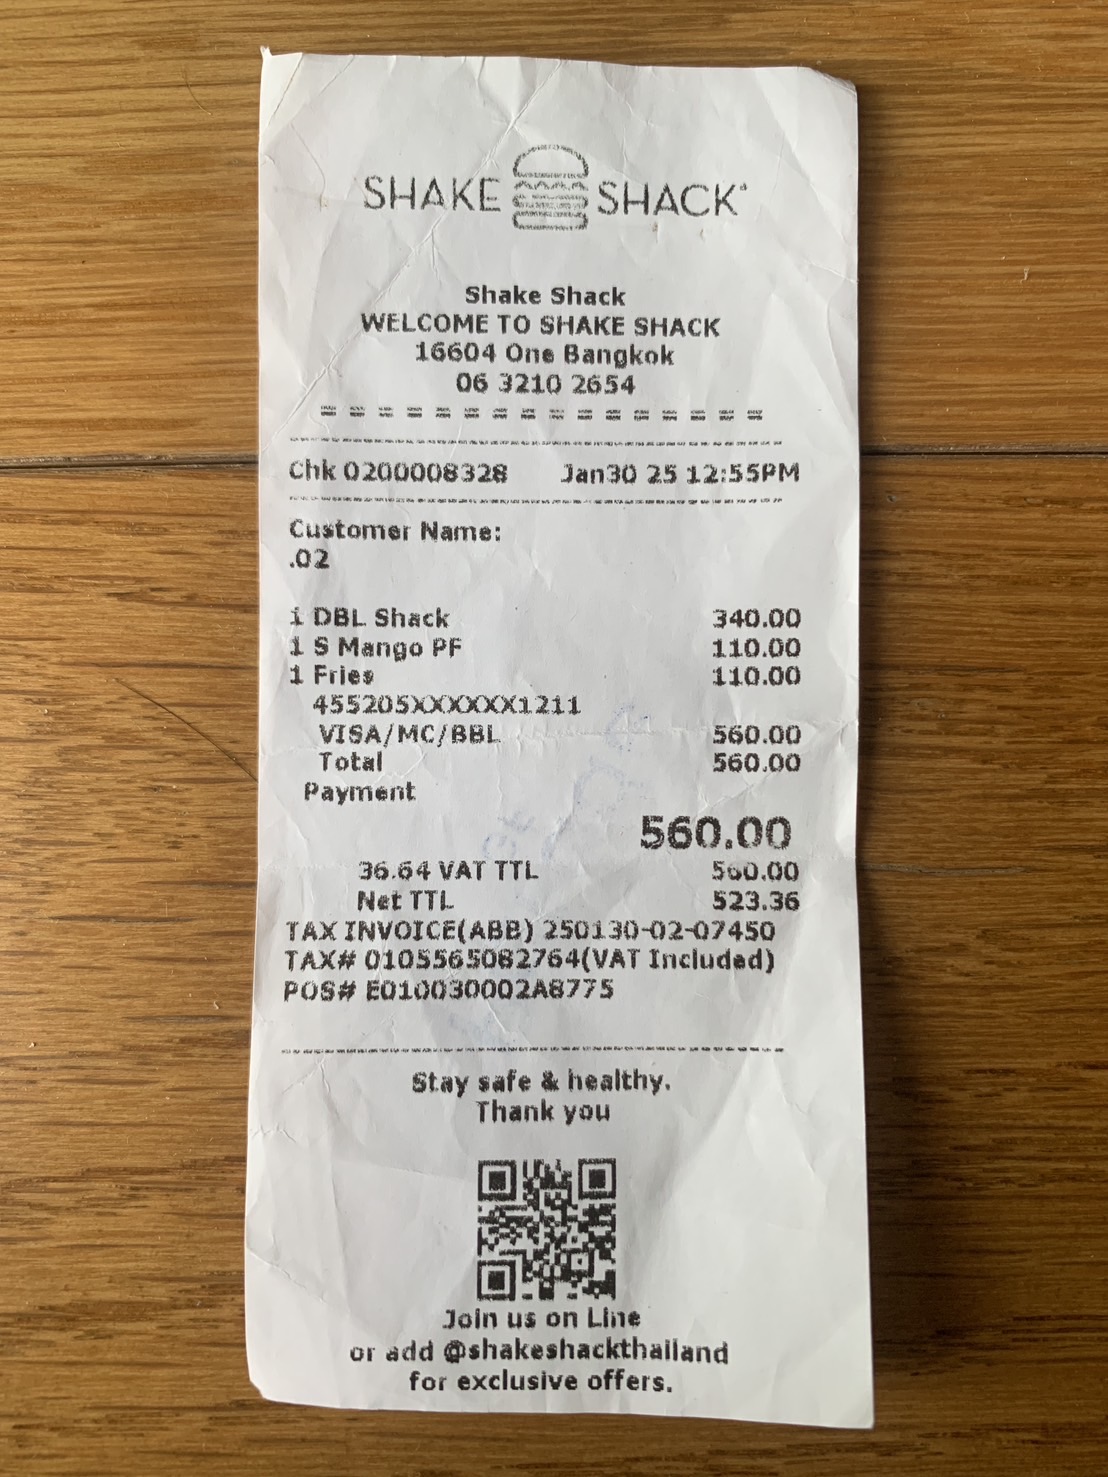 SHAKE SHACK
Shake Shack
WELCOME TO SHAKE SHACK
16604 One Bangkok
06 3210 2654
Chk 0200008328 Jan30 25 12:55PM
Customer Name:
.02
1 DBL Shack 340.00
1 S Mango PF 110.00
1 Fries 110.00
455205XXXXXX1211
VISA/MC/BBL 560.00
Total 560.00
Payment
560.00
36.64 VAT TTL 560.00
Net TTL 523.36
TAX INVOICE(ABB) 250130-02-07450
TAX# 0105565082764(VAT Included)
POS# E010030002A8775
Stay safe & healthy.
Thank you
Join us on Line
or add @shakeshackthailand
for exclusive offers.